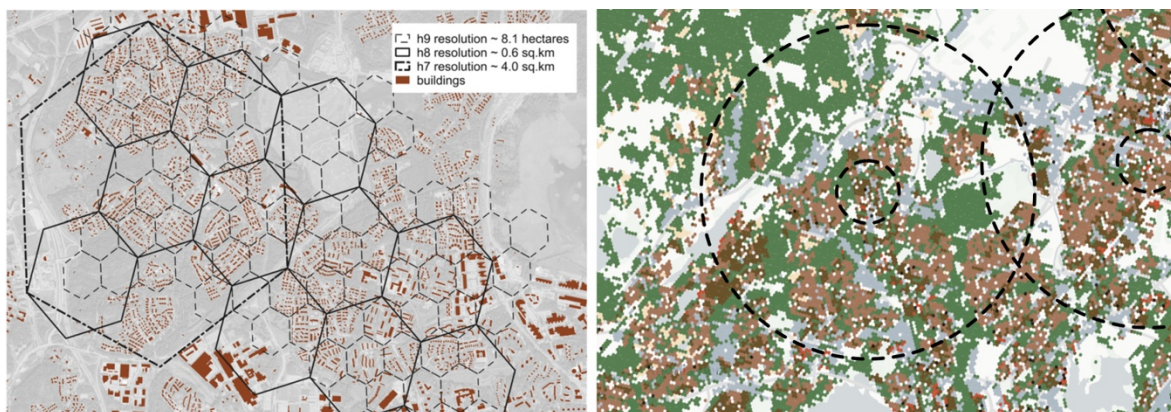 h9 resolution ~ 8.1 hectares
h8 resolution ~ 0.6 sq.km
h7 resolution ~ 4.0 sq.km
buildings